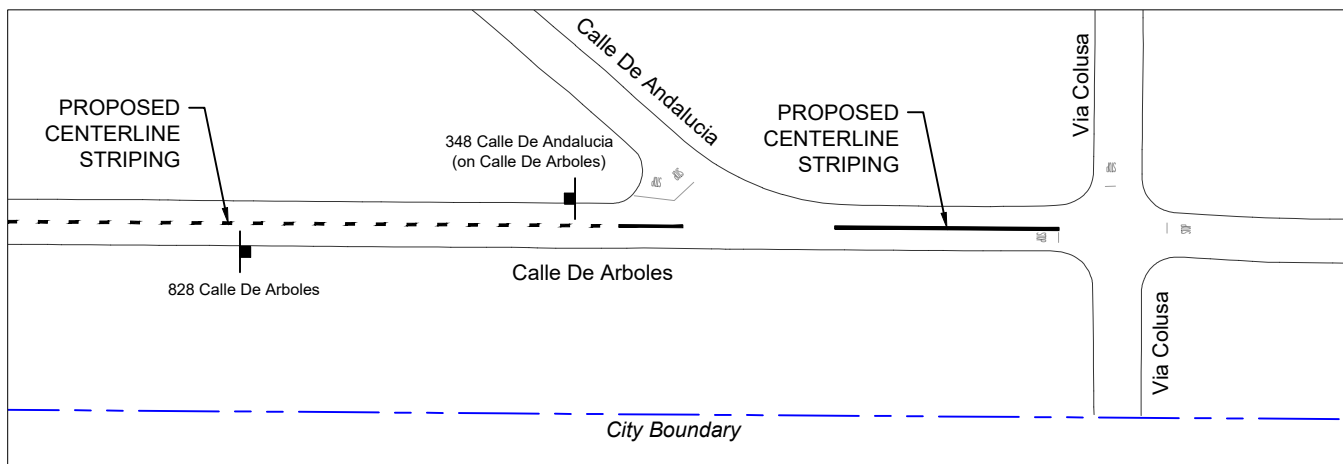 PROPOSED
CENTERLINE
STRIPING
348 Calle De Andalucia
(on Calle De Arboles)
Calle De Andalucia
PROPOSED
CENTERLINE
STRIPING
Via Colusa
828 Calle De Arboles
Calle De Arboles
Via Colusa
City Boundary